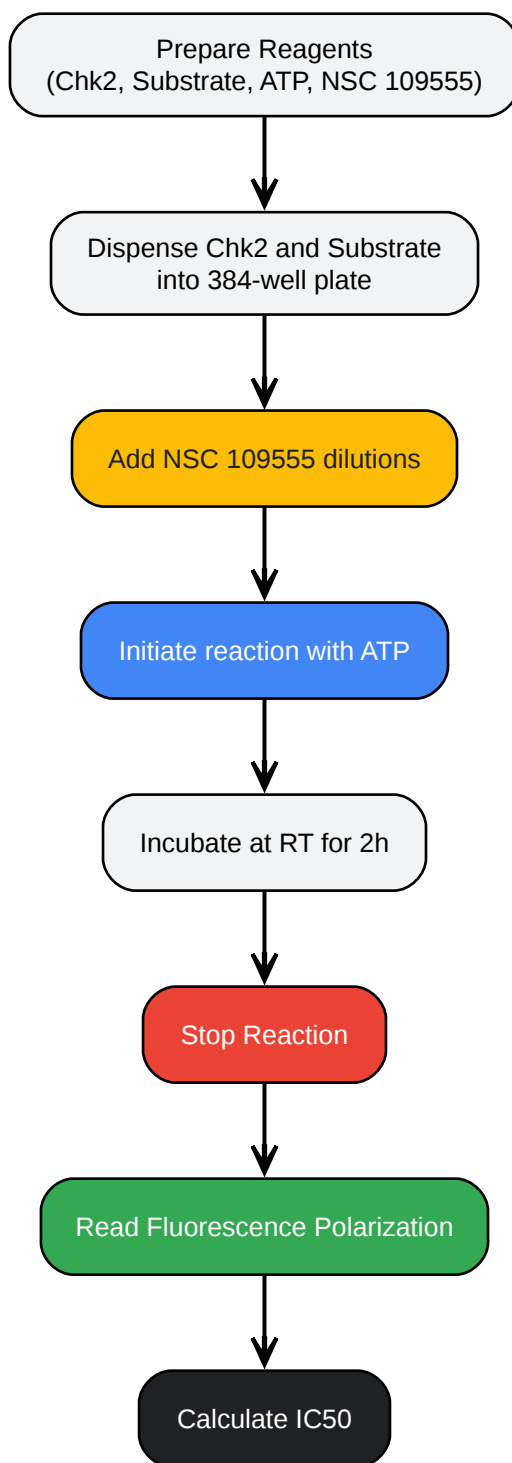 Prepare Reagents
(Chk2, Substrate, ATP, NSC 109555)
Dispense Chk2 and Substrate
into 384-well plate
Add NSC 109555 dilutions
Initiate reaction with ATP
Incubate at RT for 2h
Stop Reaction
Read Fluorescence Polarization
Calculate IC50